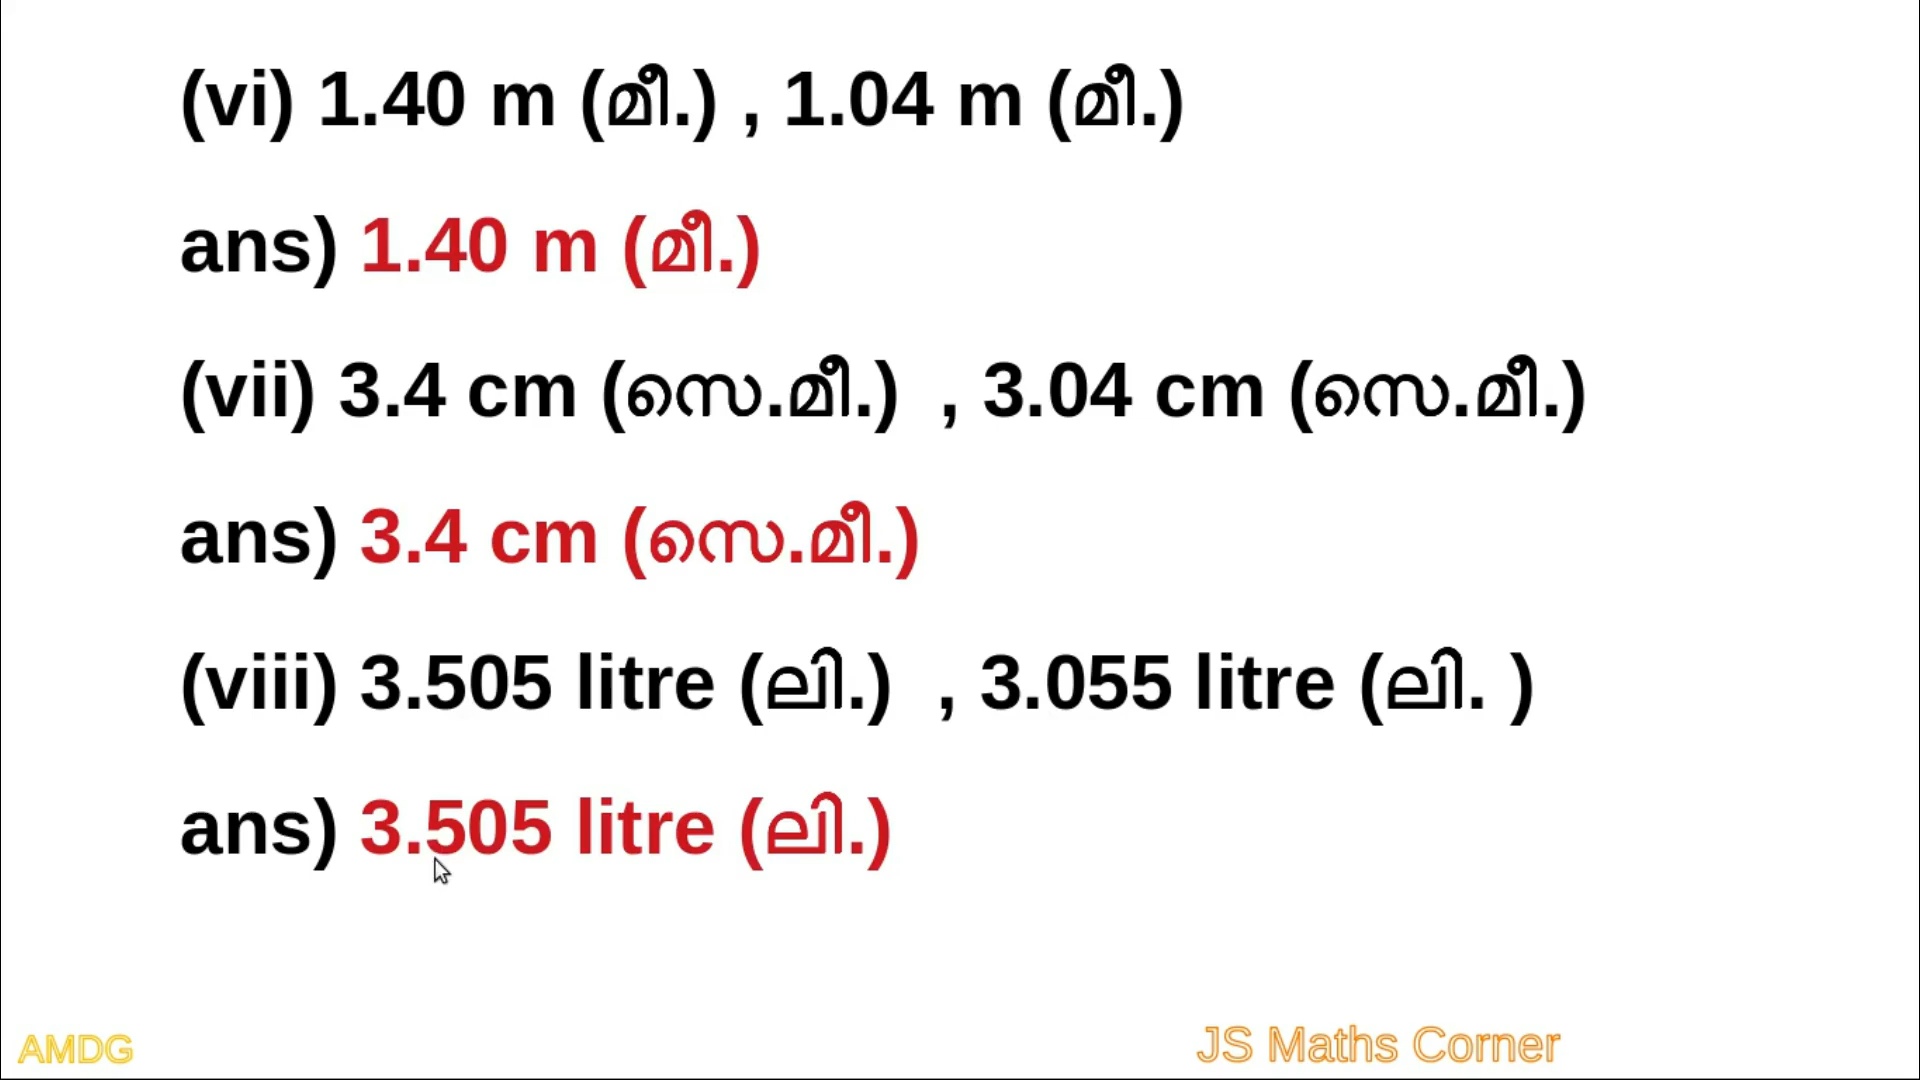 (vi) 1.40 m (മീ.) , 1.04 m (മീ.)
ans) 1.40 m (മീ.)
(vii) 3.4 cm (സെ.മീ.) , 3.04 cm (സെ.മീ.)
ans) 3.4 cm (സെ.മീ.)
(viii) 3.505 litre (ലി.) , 3.055 litre (ലി. )
ans) 3.505 litre (ലി.)
AMDG
JS Maths Corner